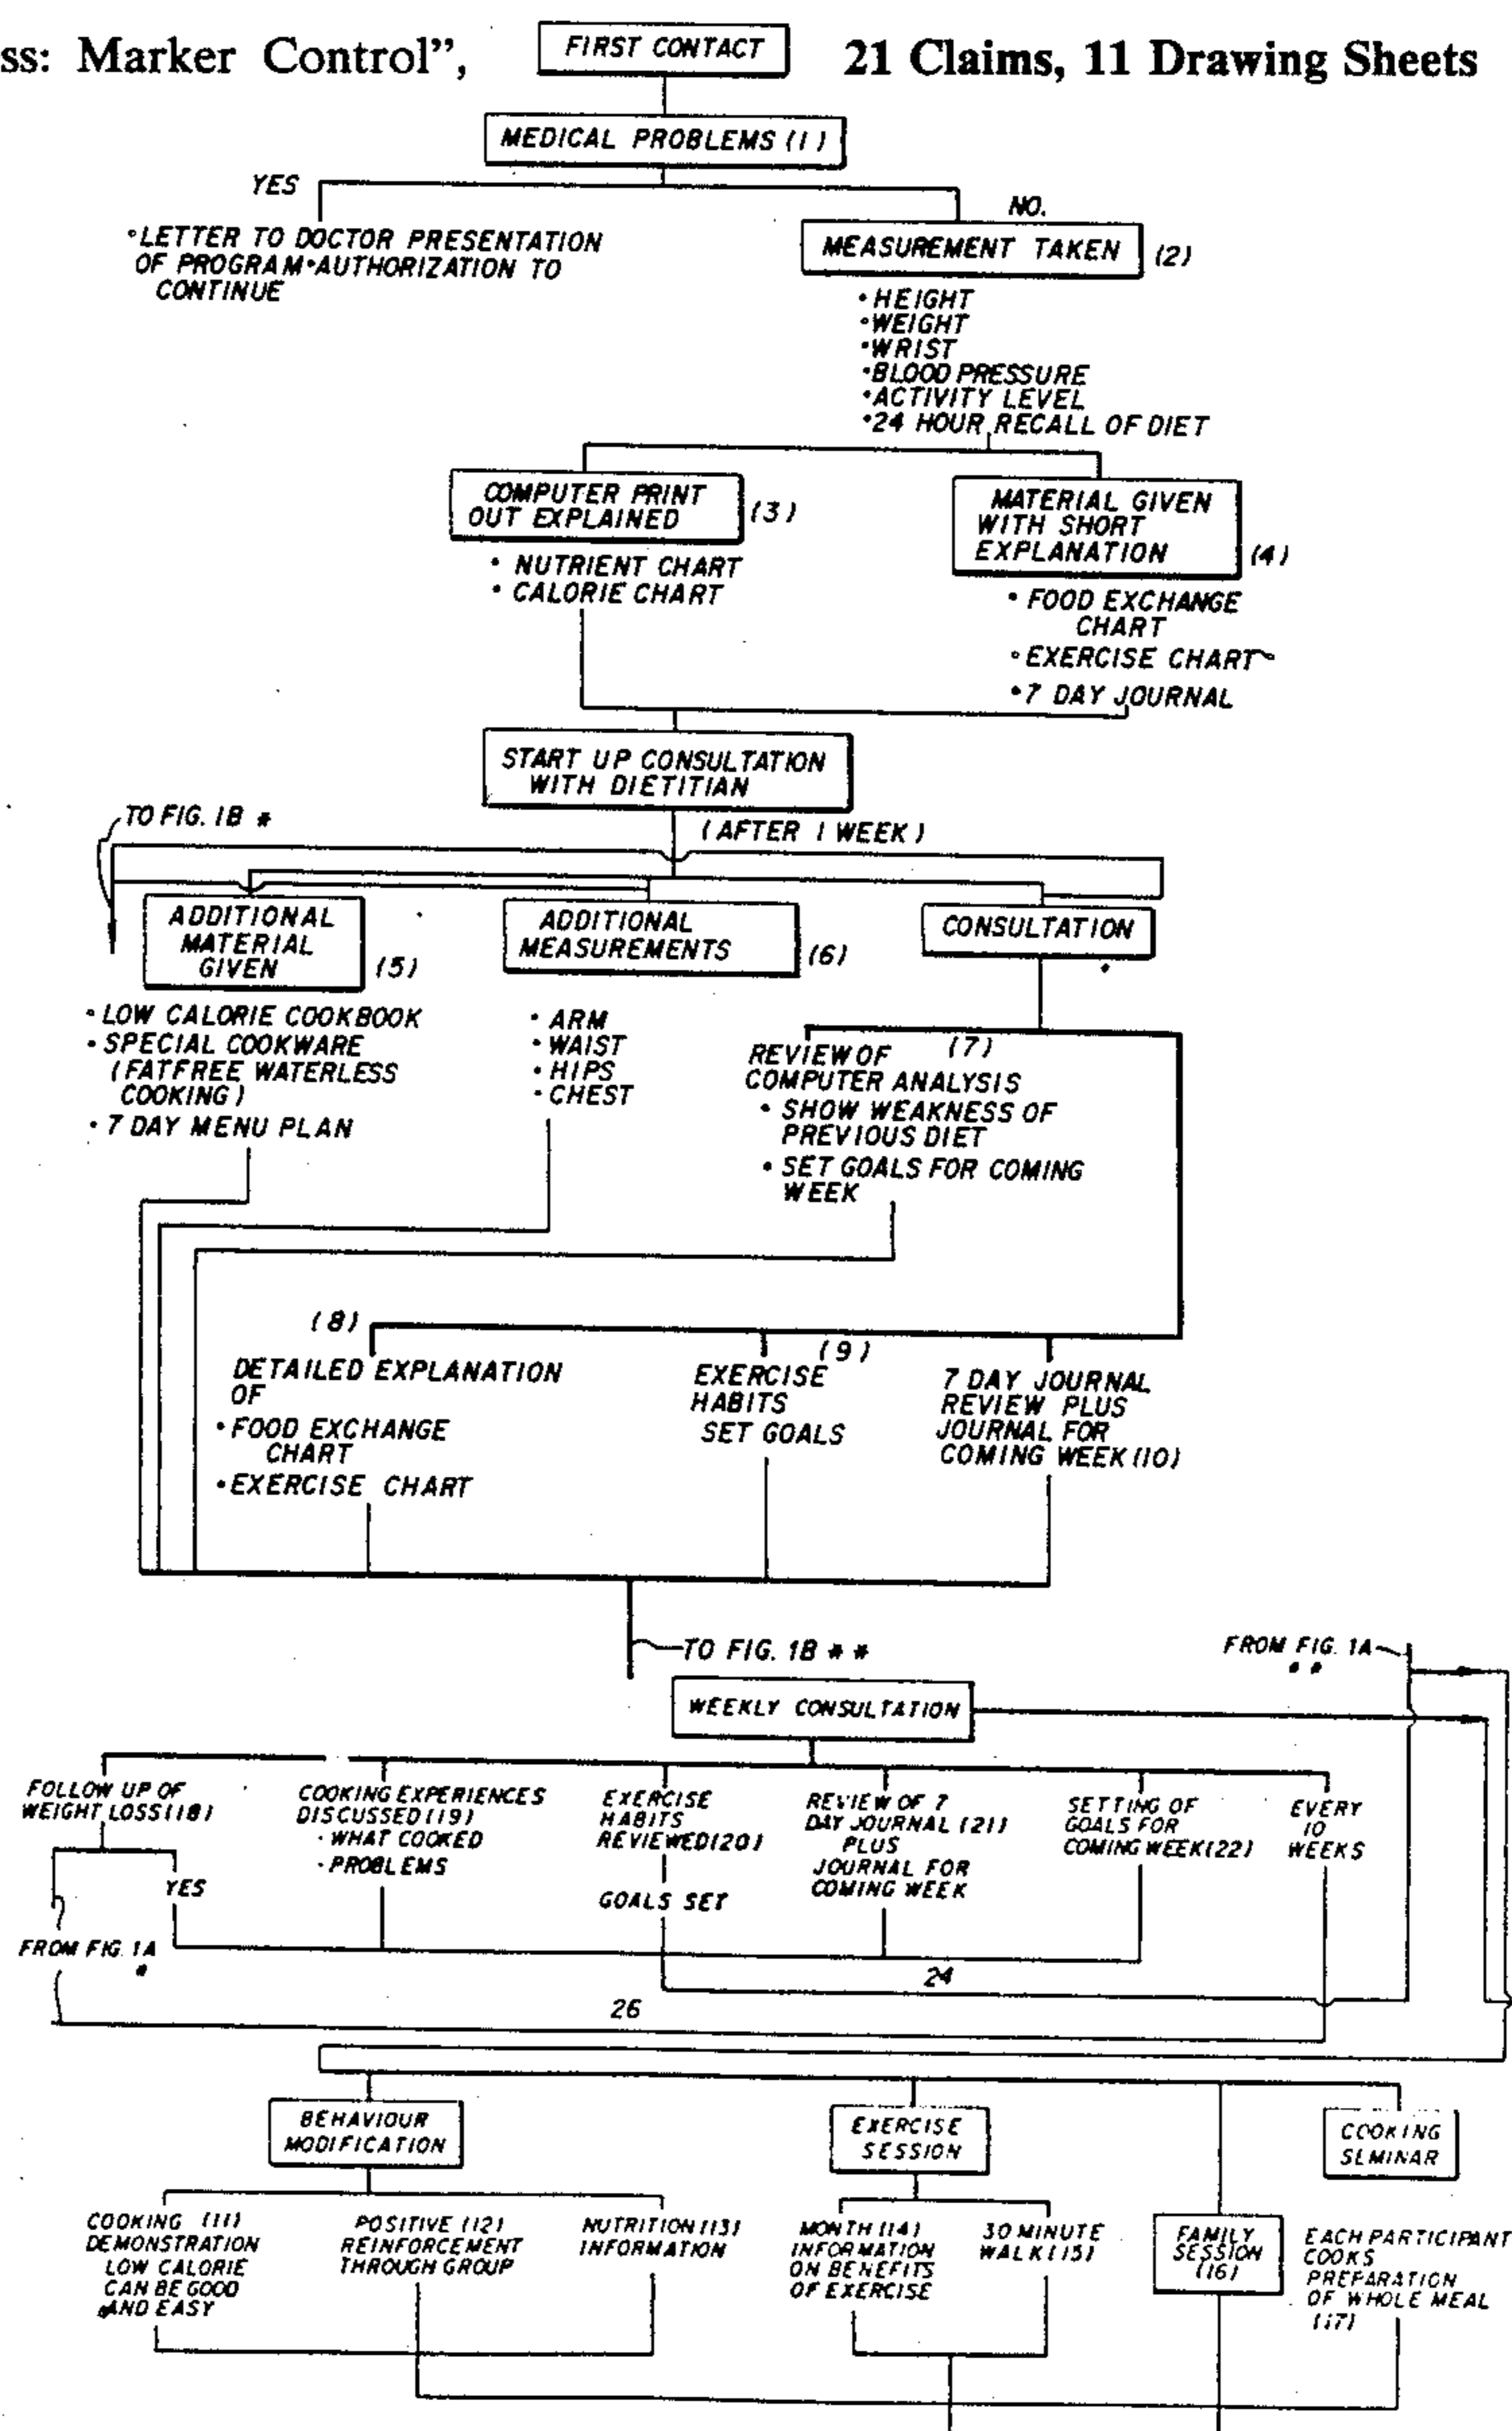 ss: Marker Control",
FIRST CONTACT
21 Claims, 11 Drawing Sheets
MEDICAL PROBLEMS (1)
YES
NO.
•LETTER TO DOCTOR PRESENTATION
OF PROGRAM•AUTHORIZATION TO
CONTINUE
MEASUREMENT TAKEN (2)
•HEIGHT
•WEIGHT
•WRIST
•BLOOD PRESSURE
•ACTIVITY LEVEL
•24 HOUR RECALL OF DIET
COMPUTER PRINT
OUT EXPLAINED (3)
• NUTRIENT CHART
• CALORIE CHART
MATERIAL GIVEN
WITH SHORT
EXPLANATION (4)
• FOOD EXCHANGE
CHART
•EXERCISE CHART
•7 DAY JOURNAL
START UP CONSULTATION
WITH DIETITIAN
TO FIG. 1B *
(AFTER 1 WEEK)
ADDITIONAL
MATERIAL
GIVEN (5)
•LOW CALORIE COOKBOOK
•SPECIAL COOKWARE
(FATFREE WATERLESS
COOKING)
•7 DAY MENU PLAN
ADDITIONAL
MEASUREMENTS (6)
•ARM
•WAIST
•HIPS
•CHEST
CONSULTATION
(7)
REVIEW OF
COMPUTER ANALYSIS
• SHOW WEAKNESS OF
PREVIOUS DIET
• SET GOALS FOR COMING
WEEK
(8)
DETAILED EXPLANATION
OF
•FOOD EXCHANGE
CHART
•EXERCISE CHART
(9)
EXERCISE
HABITS
SET GOALS
7 DAY JOURNAL
REVIEW PLUS
JOURNAL FOR
COMING WEEK (10)
TO FIG. 1B * *
FROM FIG. 1A
* *
WEEKLY CONSULTATION
FOLLOW UP OF
WEIGHT LOSS (18)
YES
FROM FIG. 1A
*
COOKING EXPERIENCES
DISCUSSED (19)
•WHAT COOKED
•PROBLEMS
EXERCISE
HABITS
REVIEWED (20)
GOALS SET
REVIEW OF 7
DAY JOURNAL (21)
PLUS
JOURNAL FOR
COMING WEEK
SETTING OF
GOALS FOR
COMING WEEK (22)
EVERY
10
WEEKS
24
26
BEHAVIOUR
MODIFICATION
EXERCISE
SESSION
COOKING
SEMINAR
COOKING (11)
DEMONSTRATION
LOW CALORIE
CAN BE GOOD
AND EASY
POSITIVE (12)
REINFORCEMENT
THROUGH GROUP
NUTRITION (13)
INFORMATION
MONTH (14)
INFORMATION
ON BENEFITS
OF EXERCISE
30 MINUTE
WALK (15)
FAMILY
SESSION
(16)
EACH PARTICIPANT
COOKS
PREPARATION
OF WHOLE MEAL
(17)